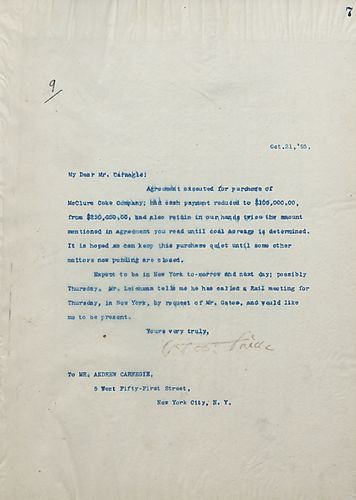 7
9
Oct.21,'95.
My Dear Mr. Carnegie:
Agreement executed for purchase of
McClure Coke Company; had cash payment reduced to $100,000.00,
from $250,000.00, had also retain in our hands twice the amount
mentioned in agreement you read until coal acreage is determined.
It is hoped we can keep this purchase quiet until some other
matters now pending are closed.
Expect to be in New York to-morrow and next day; possibly
Thursday. Mr. Leishman tells me he has called a Rail meeting for
Thursday, in New York, by request of Mr. Gates, and would like
me to be present.
Yours very truly,
To MR. ANDREW CARNEGIE,
5 West Fifty-First Street,
New York City, N. Y.